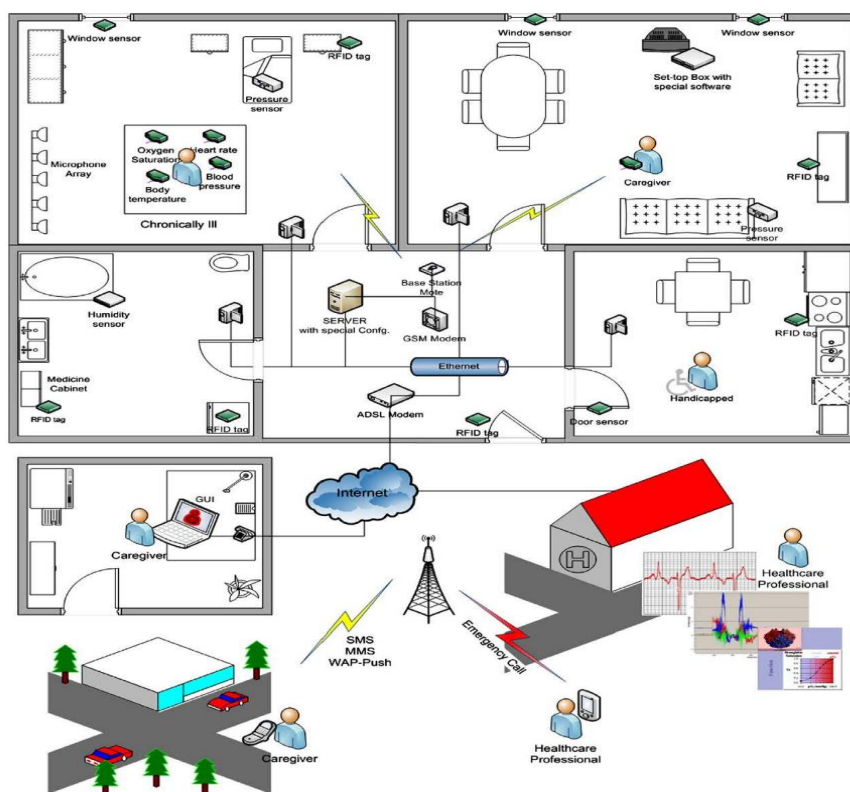 Window sensor
RFID tag
Pressure
sensor
Oxygen
Saturation
Heart rate
Blood
pressure
Body
temperature
Microphone
Array
Chronically Ill
Window sensor
Window sensor
Set-top Box with
special software
Caregiver
RFID tag
Pressure
sensor
Humidity
sensor
Medicine
Cabinet
RFID tag
RFID tag
Base Station
Mote
SERVER
with special Confg.
GSM Modem
Ethernet
ADSL Modem
RFID tag
RFID tag
Handicapped
Door sensor
GUI
Caregiver
Internet
H
Healthcare
Professional
SMS
MMS
WAP-Push
Emergency Call
Caregiver
Healthcare
Professional